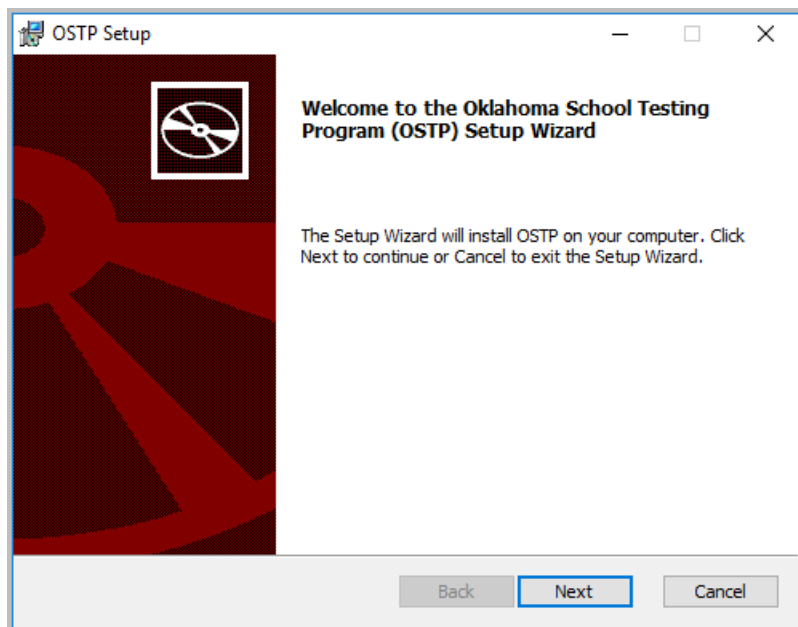 OSTP Setup
Welcome to the Oklahoma School Testing
Program (OSTP) Setup Wizard
The Setup Wizard will install OSTP on your computer. Click
Next to continue or Cancel to exit the Setup Wizard.
Back Next Cancel